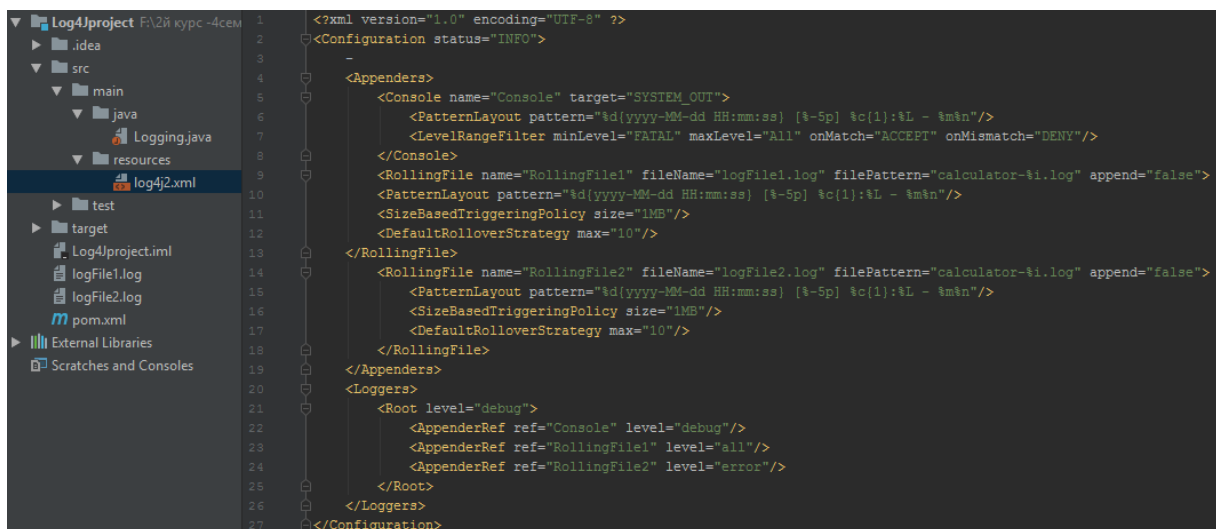 Log4Jproject F:\2й курс -4сем
.idea
src
main
java
Logging.java
resources
log4j2.xml
test
target
Log4Jproject.iml
logFile1.log
logFile2.log
pom.xml
External Libraries
Scratches and Consoles
1 <?xml version="1.0" encoding="UTF-8" ?>
2 <Configuration status="INFO">
3 -
4 <Appenders>
5 <Console name="Console" target="SYSTEM_OUT">
6 <PatternLayout pattern="%d{yyyy-MM-dd HH:mm:ss} [%-5p] %c{1}:%L - %m%n"/>
7 <LevelRangeFilter minLevel="FATAL" maxLevel="All" onMatch="ACCEPT" onMismatch="DENY"/>
8 </Console>
9 <RollingFile name="RollingFile1" fileName="logFile1.log" filePattern="calculator-%i.log" append="false">
10 <PatternLayout pattern="%d{yyyy-MM-dd HH:mm:ss} [%-5p] %c{1}:%L - %m%n"/>
11 <SizeBasedTriggeringPolicy size="1MB"/>
12 <DefaultRolloverStrategy max="10"/>
13 </RollingFile>
14 <RollingFile name="RollingFile2" fileName="logFile2.log" filePattern="calculator-%i.log" append="false">
15 <PatternLayout pattern="%d{yyyy-MM-dd HH:mm:ss} [%-5p] %c{1}:%L - %m%n"/>
16 <SizeBasedTriggeringPolicy size="1MB"/>
17 <DefaultRolloverStrategy max="10"/>
18 </RollingFile>
19 </Appenders>
20 <Loggers>
21 <Root level="debug">
22 <AppenderRef ref="Console" level="debug"/>
23 <AppenderRef ref="RollingFile1" level="all"/>
24 <AppenderRef ref="RollingFile2" level="error"/>
25 </Root>
26 </Loggers>
27 </Configuration>